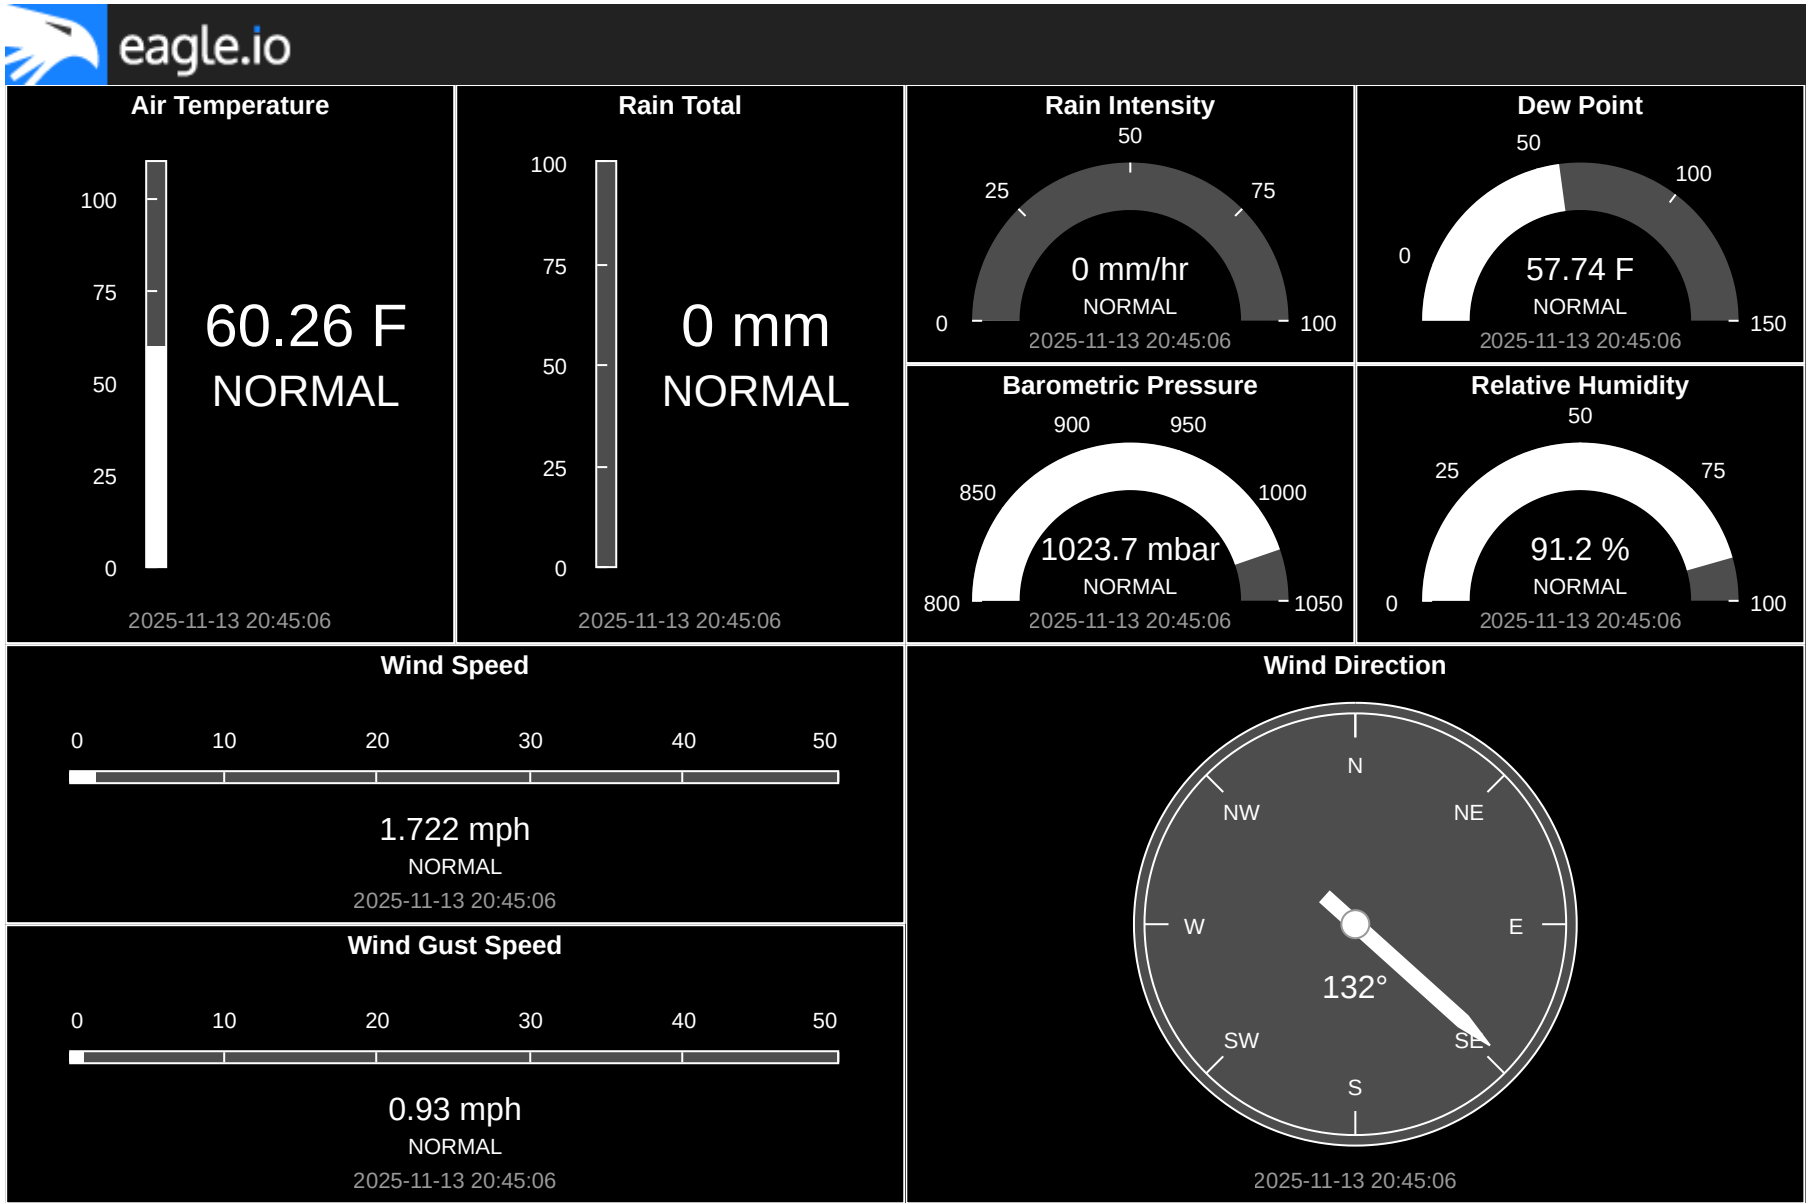 eagle.io
Air Temperature
100
75
50
25
0
60.26 F
NORMAL
2025-11-13 20:45:06
Rain Total
100
75
50
25
0
0 mm
NORMAL
2025-11-13 20:45:06
Rain Intensity
50
25
75
0
100
0 mm/hr
NORMAL
2025-11-13 20:45:06
Dew Point
50
100
0
150
57.74 F
NORMAL
2025-11-13 20:45:06
Barometric Pressure
900
950
850
1000
800
1050
1023.7 mbar
NORMAL
2025-11-13 20:45:06
Relative Humidity
50
25
75
0
100
91.2 %
NORMAL
2025-11-13 20:45:06
Wind Speed
0 10 20 30 40 50
1.722 mph
NORMAL
2025-11-13 20:45:06
Wind Gust Speed
0 10 20 30 40 50
0.93 mph
NORMAL
2025-11-13 20:45:06
Wind Direction
N
NW
NE
W
E
132°
SW
SE
S
2025-11-13 20:45:06